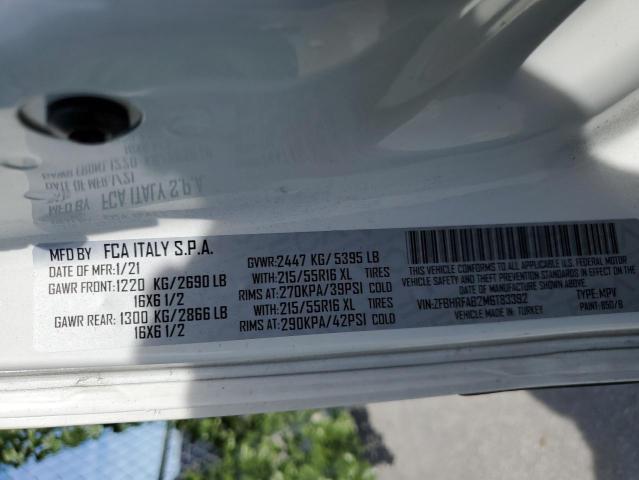 MFD BY FCA ITALY S.P.A.
DATE OF MFR:1/21
GAWR FRONT:1220 KG/2690 LB
16X6 1/2
GAWR REAR:1300 KG/2866 LB
16X6 1/2
GVWR:2447 KG/ 5395 LB
WITH:215/55R16 XL TIRES
RIMS AT:270KPA/39PSI COLD
WITH:215/55R16 XL TIRES
RIMS AT:290KPA/42PSI COLD
THIS VEHICLE CONFORMS TO ALL APPLICABLE U.S.A. FEDERAL MOTOR
VEHICLE SAFETY STANDARDS IN EFFECT ON THE DATE OF
MANUFACTURE SHOWN ABOVE.
VIN:ZFBHRFAB2M6T83392 TYPE: MPV
VEHICLE MADE IN: TURKEY PAINT: